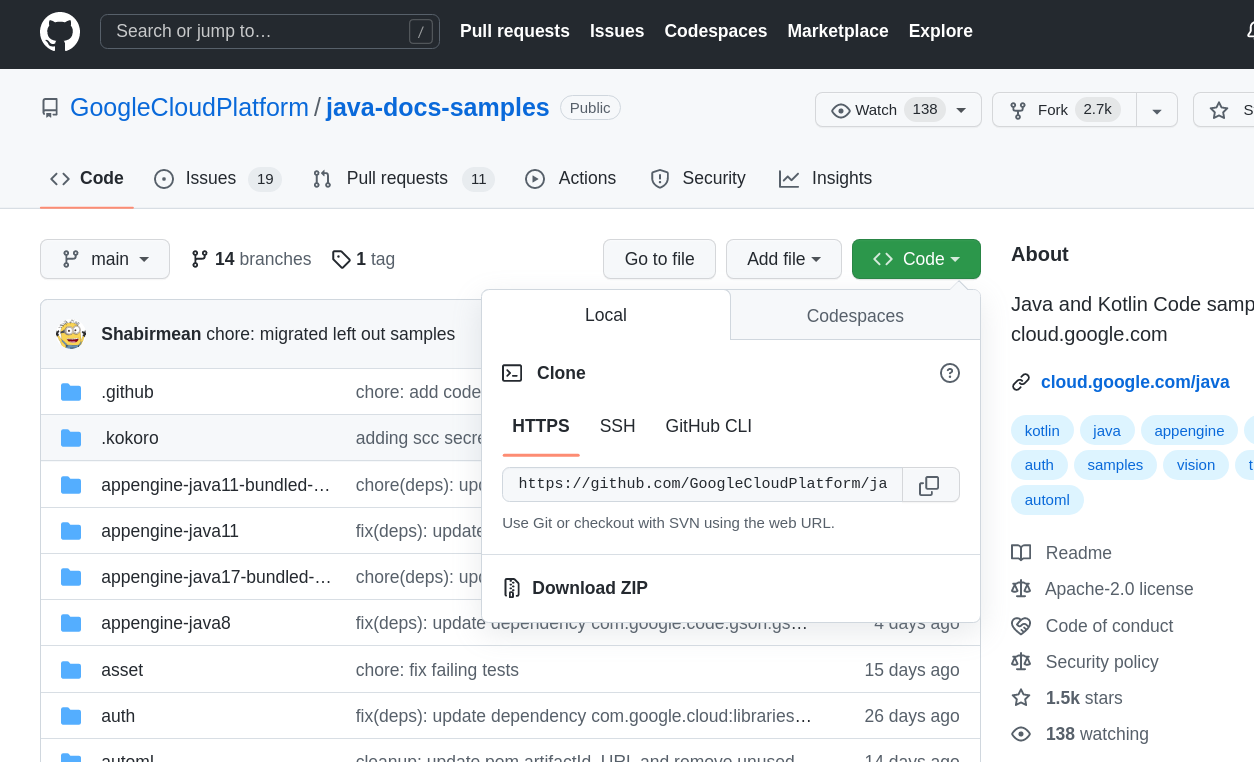 Search or jump to… / Pull requests Issues Codespaces Marketplace Explore
GoogleCloudPlatform / java-docs-samples Public Watch 138 Fork 2.7k S
Code Issues 19 Pull requests 11 Actions Security Insights
main 14 branches 1 tag Go to file Add file Code
Shabirmean chore: migrated left out samples
.github chore: add code
.kokoro adding scc secre
appengine-java11-bundled-… chore(deps): upd
appengine-java11 fix(deps): update
appengine-java17-bundled-… chore(deps): upd
appengine-java8 fix(deps): update dependency com.google.code.gson:gs… 4 days ago
asset chore: fix failing tests 15 days ago
auth fix(deps): update dependency com.google.cloud:libraries… 26 days ago
automl cleanup: update pom artifactId, URL and remove unused 14 days ago
Local Codespaces
Clone
HTTPS SSH GitHub CLI
https://github.com/GoogleCloudPlatform/ja
Use Git or checkout with SVN using the web URL.
Download ZIP
About
Java and Kotlin Code samp
cloud.google.com
cloud.google.com/java
kotlin java appengine
auth samples vision t
automl
Readme
Apache-2.0 license
Code of conduct
Security policy
1.5k stars
138 watching